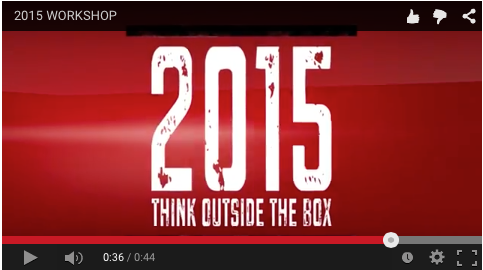 2015 WORKSHOP
2015
THINK OUTSIDE THE BOX
0:36 / 0:44